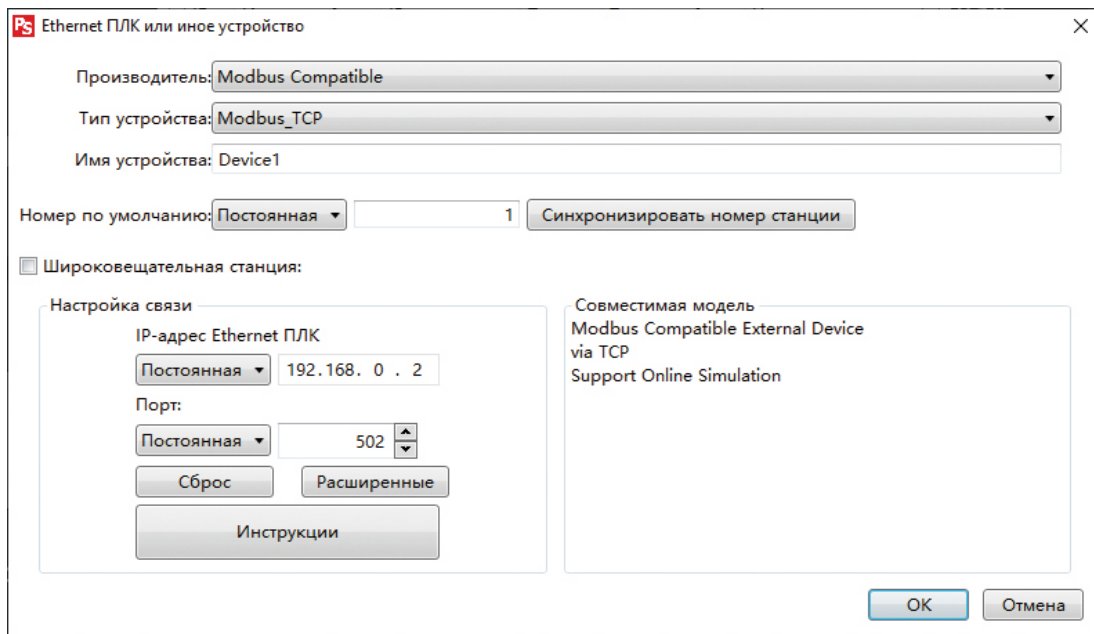 PS Ethernet ПЛК или иное устройство
Производитель: Modbus Compatible
Тип устройства: Modbus_TCP
Имя устройства: Device1
Номер по умолчанию: Постоянная 1 Синхронизировать номер станции
Широковещательная станция:
Настройка связи
IP-адрес Ethernet ПЛК
Постоянная 192.168. 0 . 2
Порт:
Постоянная 502
Сброс Расширенные
Инструкции
Совместимая модель
Modbus Compatible External Device
via TCP
Support Online Simulation
OK Отмена